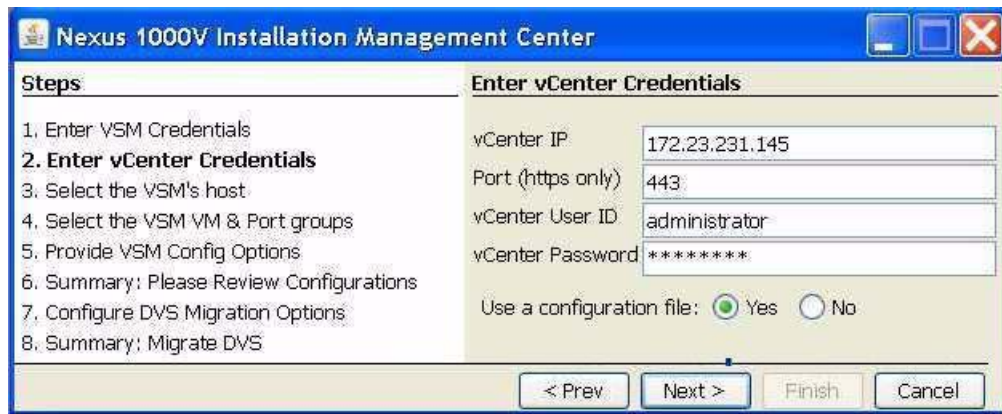 Nexus 1000V Installation Management Center
Steps
1. Enter VSM Credentials
2. Enter vCenter Credentials
3. Select the VSM's host
4. Select the VSM VM & Port groups
5. Provide VSM Config Options
6. Summary: Please Review Configurations
7. Configure DVS Migration Options
8. Summary: Migrate DVS
Enter vCenter Credentials
vCenter IP 172.23.231.145
Port (https only) 443
vCenter User ID administrator
vCenter Password ********
Use a configuration file: Yes No
< Prev Next > Finish Cancel